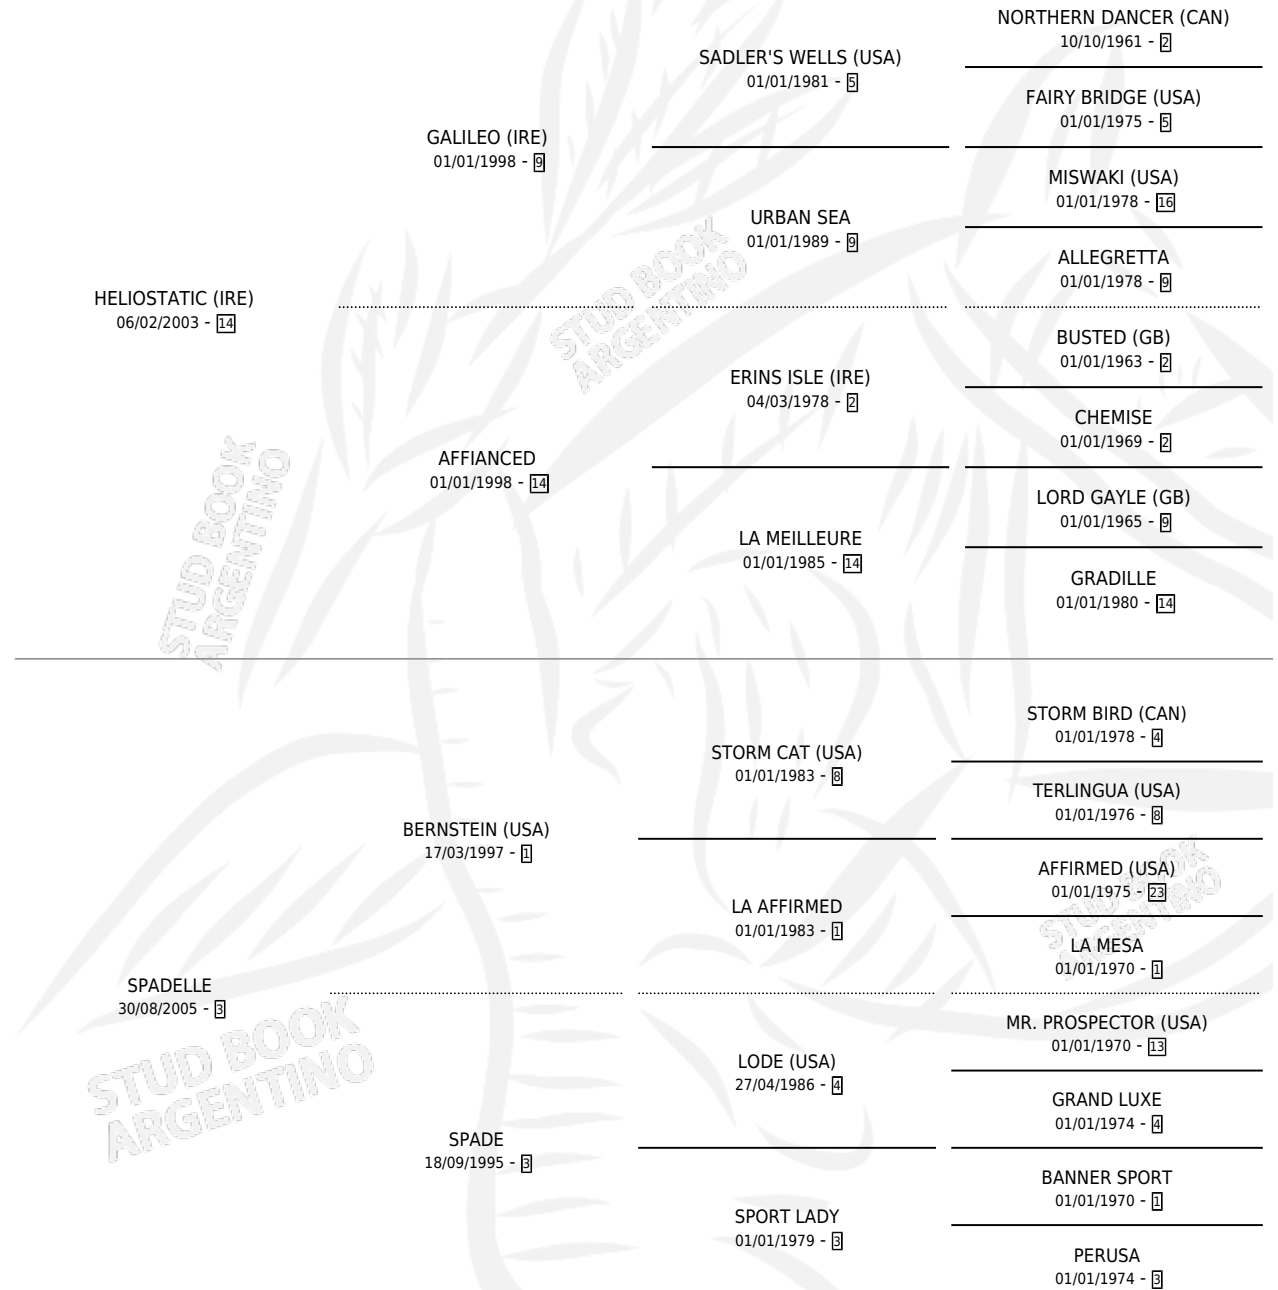 NORTHERN DANCER (CAN)
10/10/1961 - 2
SADLER'S WELLS (USA)
01/01/1981 - 5
FAIRY BRIDGE (USA)
01/01/1975 - 5
GALILEO (IRE)
01/01/1998 - 9
MISWAKI (USA)
01/01/1978 - 16
URBAN SEA
01/01/1989 - 9
ALLEGRETTA
01/01/1978 - 9
HELIOSTATIC (IRE)
06/02/2003 - 14
BUSTED (GB)
01/01/1963 - 2
ERINS ISLE (IRE)
04/03/1978 - 2
CHEMISE
01/01/1969 - 2
AFFIANCED
01/01/1998 - 14
LORD GAYLE (GB)
01/01/1965 - 9
LA MEILLEURE
01/01/1985 - 14
GRADILLE
01/01/1980 - 14
STORM BIRD (CAN)
01/01/1978 - 4
STORM CAT (USA)
01/01/1983 - 8
TERLINGUA (USA)
01/01/1976 - 8
BERNSTEIN (USA)
17/03/1997 - 1
AFFIRMED (USA)
01/01/1975 - 23
LA AFFIRMED
01/01/1983 - 1
LA MESA
01/01/1970 - 1
SPADELLE
30/08/2005 - 3
MR. PROSPECTOR (USA)
01/01/1970 - 13
LODE (USA)
27/04/1986 - 4
GRAND LUXE
01/01/1974 - 4
SPADE
18/09/1995 - 3
BANNER SPORT
01/01/1970 - 1
SPORT LADY
01/01/1979 - 3
PERUSA
01/01/1974 - 3
STUD BOOK
ARGENTINO
STUD BOOK
ARGENTINO
STUD BOOK
ARGENTINO
STUD BOOK
ARGENTINO